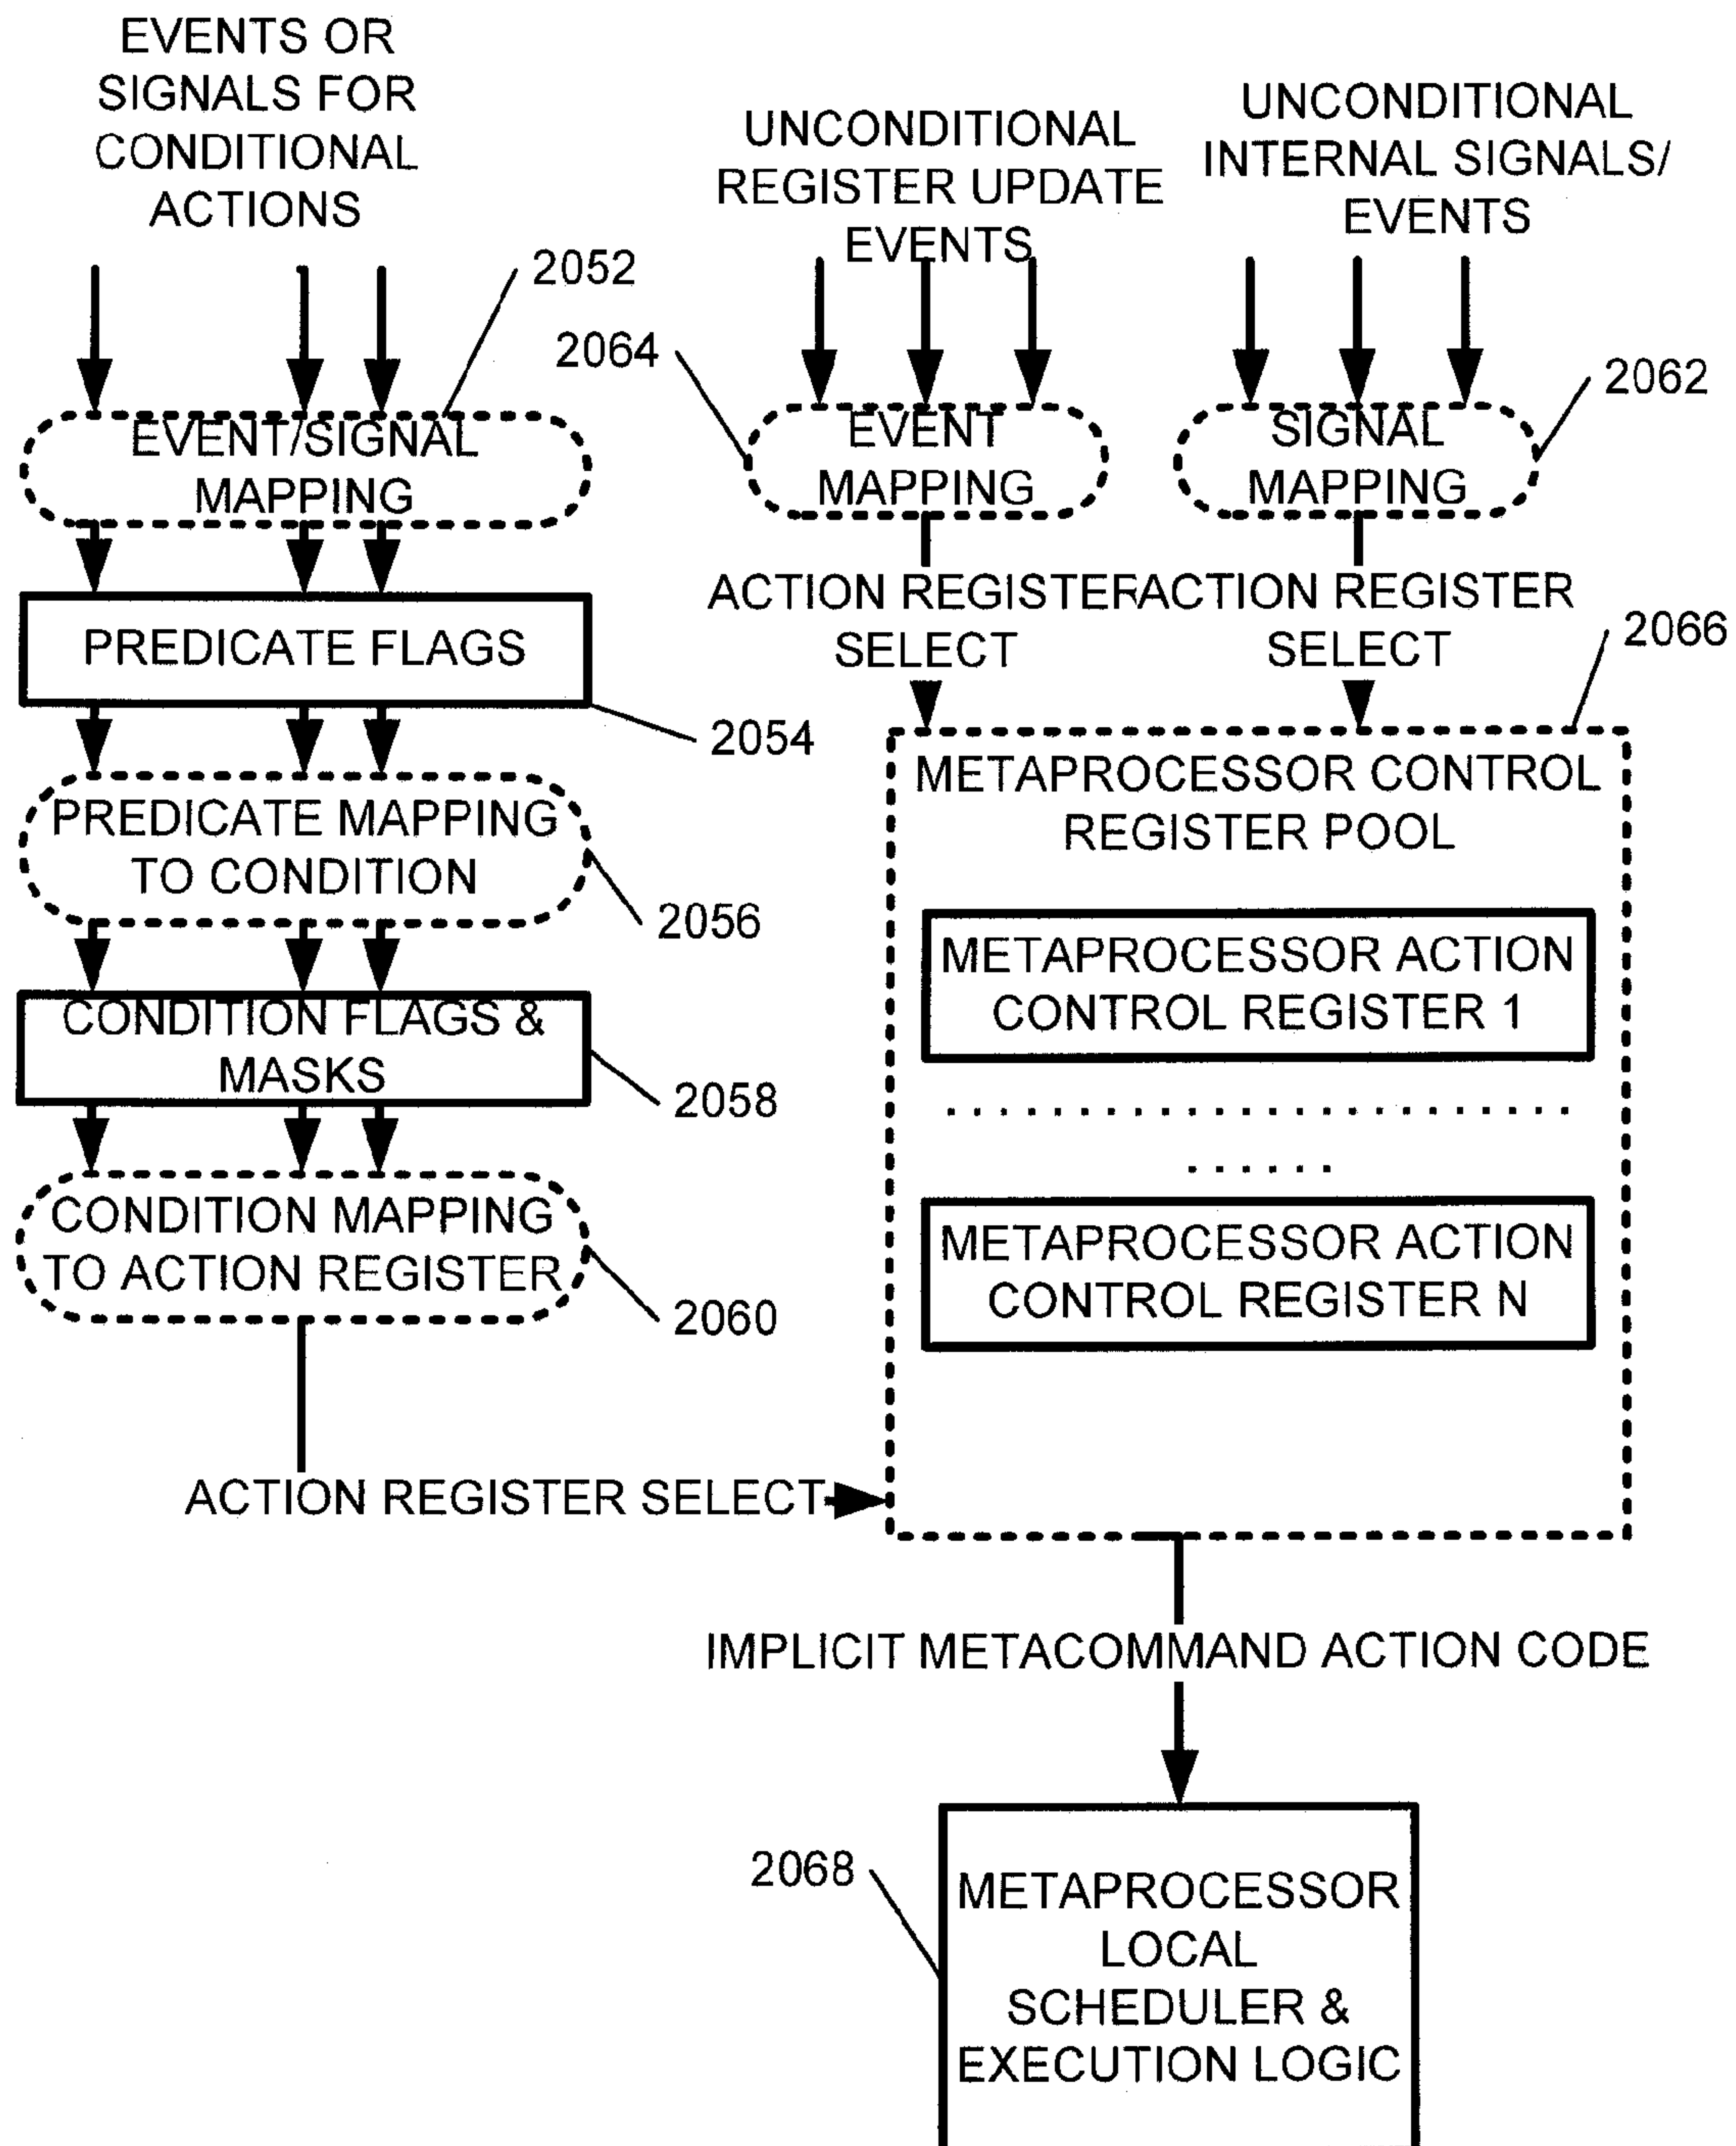 EVENTS OR
SIGNALS FOR
CONDITIONAL
ACTIONS
UNCONDITIONAL
REGISTER UPDATE
EVENTS
UNCONDITIONAL
INTERNAL SIGNALS/
EVENTS
2052
2064
2062
EVENT/SIGNAL
MAPPING
EVENT
MAPPING
SIGNAL
MAPPING
ACTION REGISTER
SELECT
ACTION REGISTER
SELECT
2066
PREDICATE FLAGS
2054
PREDICATE MAPPING
TO CONDITION
2056
CONDITION FLAGS &
MASKS
2058
CONDITION MAPPING
TO ACTION REGISTER
2060
ACTION REGISTER SELECT
METAPROCESSOR CONTROL
REGISTER POOL
METAPROCESSOR ACTION
CONTROL REGISTER 1
. . . . . . . . . . . . . . . . . . . . . . . . . . . .
. . . . . .
METAPROCESSOR ACTION
CONTROL REGISTER N
IMPLICIT METACOMMAND ACTION CODE
2068
METAPROCESSOR
LOCAL
SCHEDULER &
EXECUTION LOGIC